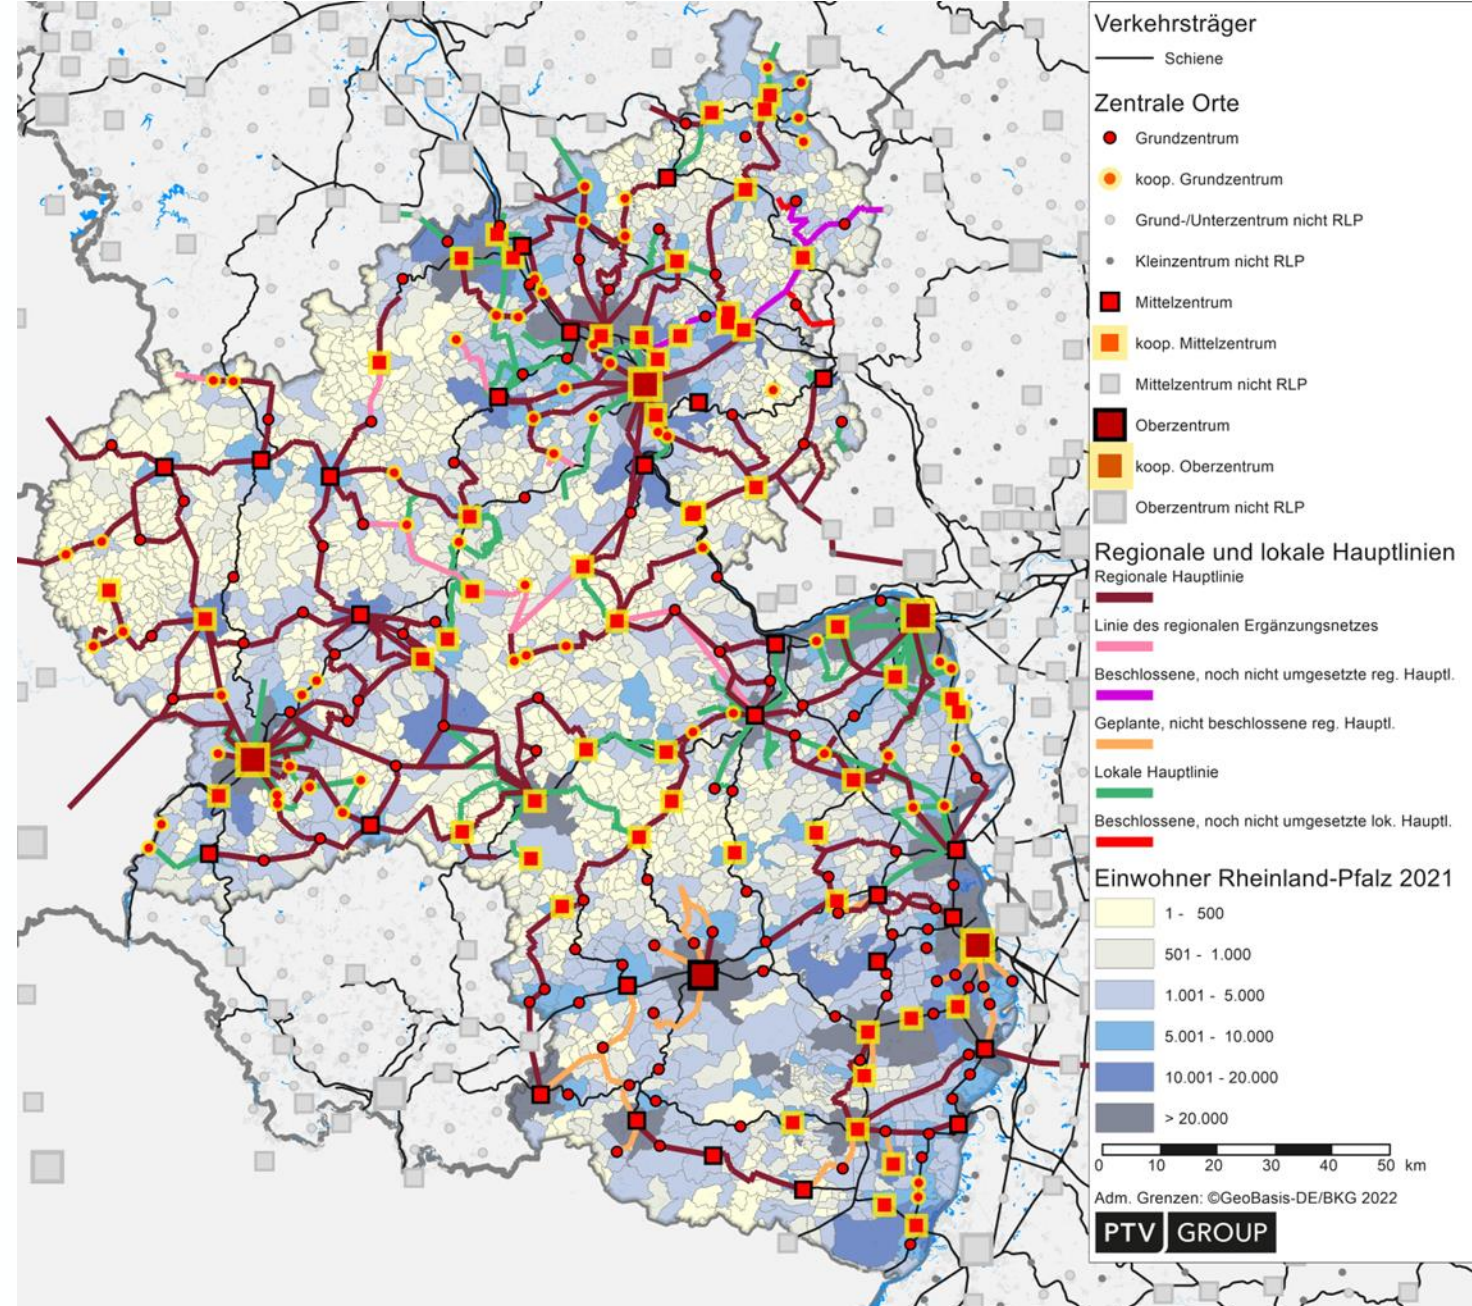 Verkehrsträger
Schiene
Zentrale Orte
Grundzentrum
koop. Grundzentrum
Grund-/Unterzentrum nicht RLP
Kleinzentrum nicht RLP
Mittelzentrum
koop. Mittelzentrum
Mittelzentrum nicht RLP
Oberzentrum
koop. Oberzentrum
Oberzentrum nicht RLP
Regionale und lokale Hauptlinien
Regionale Hauptlinie
Linie des regionalen Ergänzungsnetzes
Beschlossene, noch nicht umgesetzte reg. Hauptl.
Geplante, nicht beschlossene reg. Hauptl.
Lokale Hauptlinie
Beschlossene, noch nicht umgesetzte lok. Hauptl.
Einwohner Rheinland-Pfalz 2021
1 - 500
501 - 1.000
1.001 - 5.000
5.001 - 10.000
10.001 - 20.000
> 20.000
0 10 20 30 40 50 km
Adm. Grenzen: ©GeoBasis-DE/BKG 2022
PTV GROUP